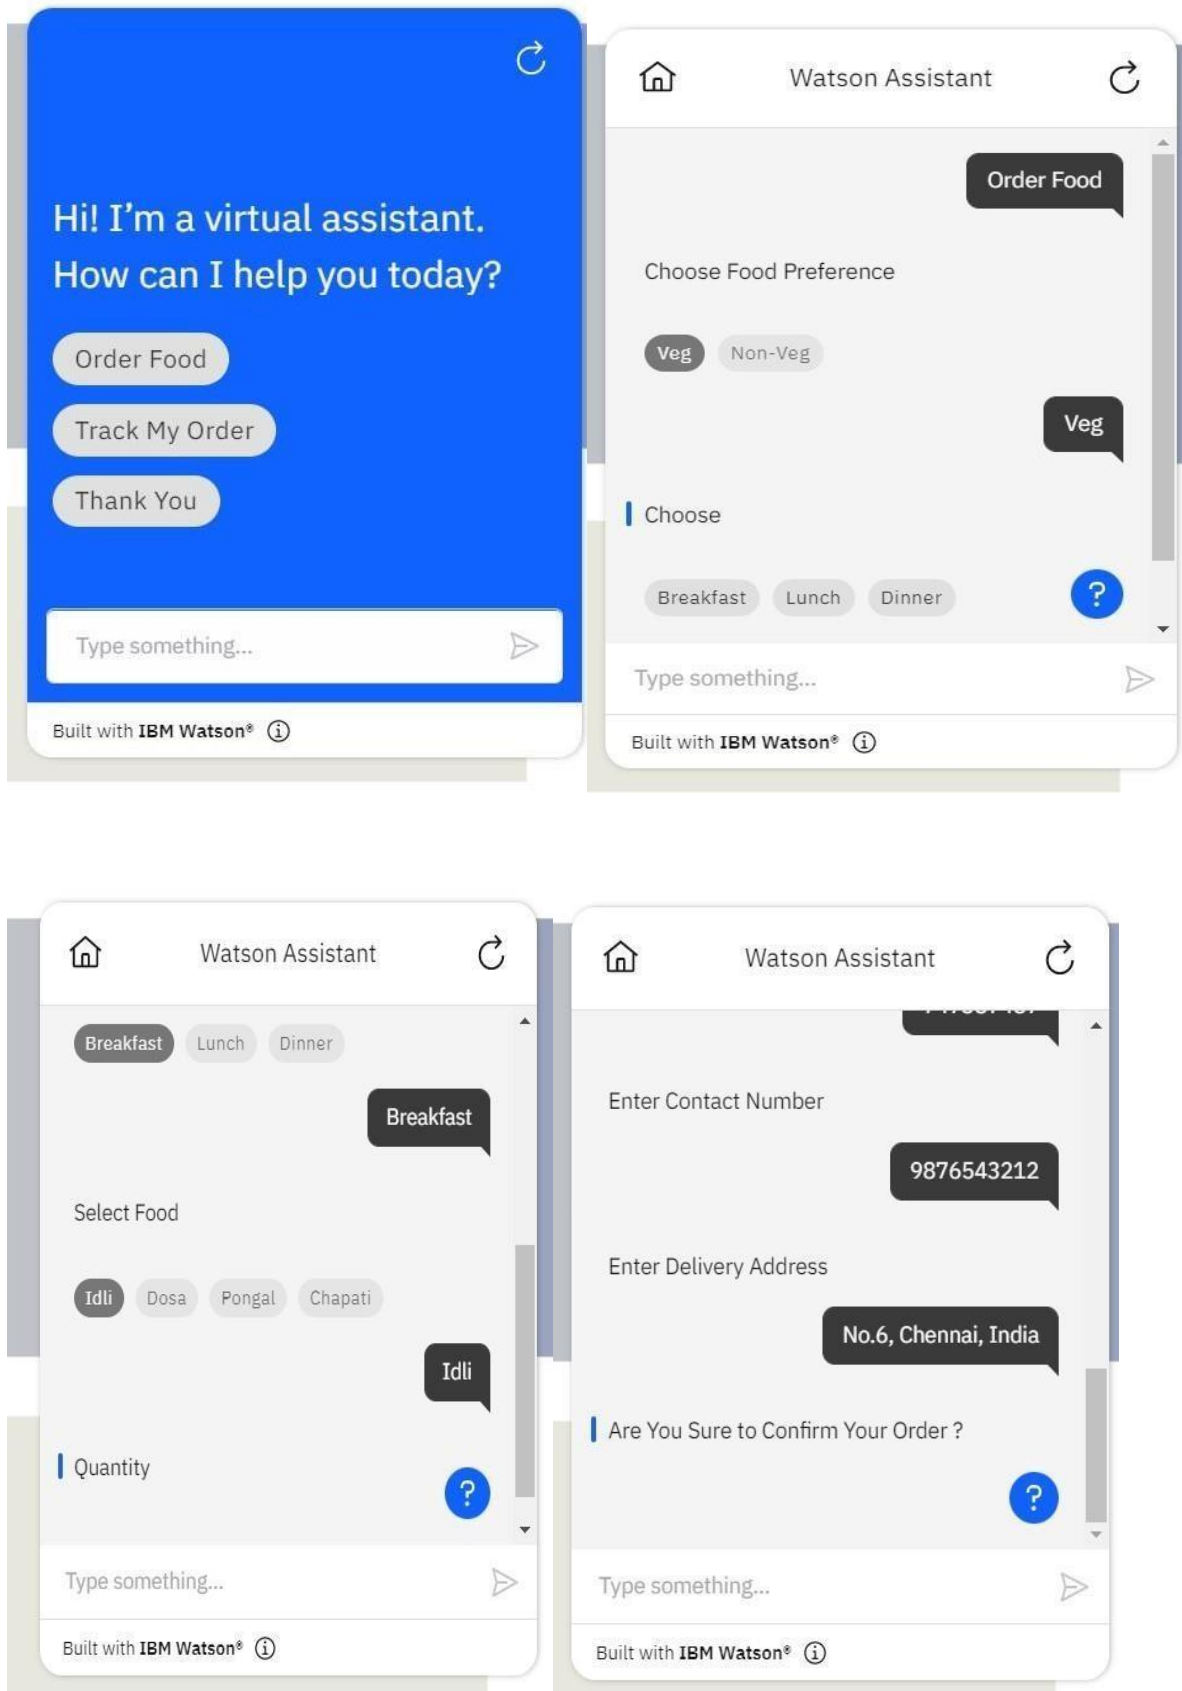 Hi! I'm a virtual assistant.
How can I help you today?
Order Food
Track My Order
Thank You
Type something...
Built with IBM Watson®
Watson Assistant
Order Food
Choose Food Preference
Veg Non-Veg
Veg
Choose
Breakfast Lunch Dinner
?
Type something...
Built with IBM Watson®
Watson Assistant
Breakfast Lunch Dinner
Breakfast
Select Food
Idli Dosa Pongal Chapati
Idli
Quantity
?
Type something...
Built with IBM Watson®
Watson Assistant
Enter Contact Number
9876543212
Enter Delivery Address
No.6, Chennai, India
Are You Sure to Confirm Your Order ?
?
Type something...
Built with IBM Watson®